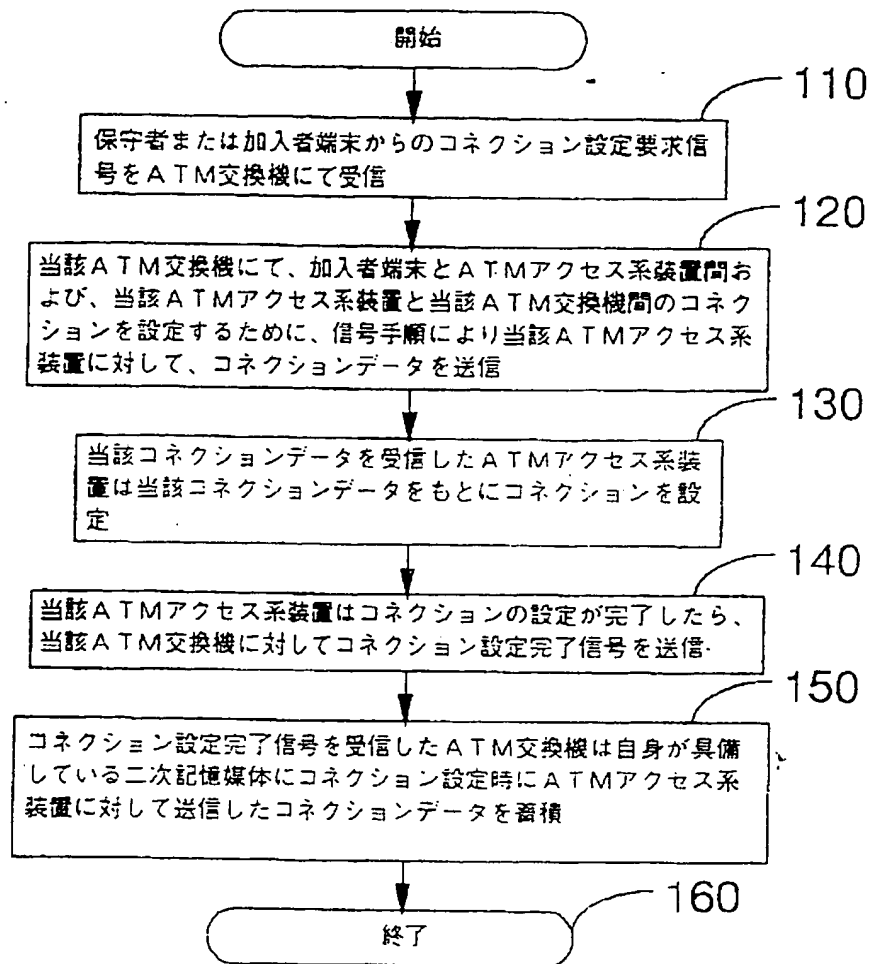 開始
110
保守者または加入者端末からのコネクション設定要求信
号をＡＴＭ交換機にて受信
120
当該ＡＴＭ交換機にて、加入者端末とＡＴＭアクセス系装置間お
よび、当該ＡＴＭアクセス系装置と当該ＡＴＭ交換機間のコネク
ションを設定するために、信号手順により当該ＡＴＭアクセス系
装置に対して、コネクションデータを送信
130
当該コネクションデータを受信したＡＴＭアクセス系装
置は当該コネクションデータをもとにコネクションを設
定
140
当該ＡＴＭアクセス系装置はコネクションの設定が完了したら、
当該ＡＴＭ交換機に対してコネクション設定完了信号を送信
150
コネクション設定完了信号を受信したＡＴＭ交換機は自身が具備
している二次記憶媒体にコネクション設定時にＡＴＭアクセス系
装置に対して送信したコネクションデータを蓄積
160
終了